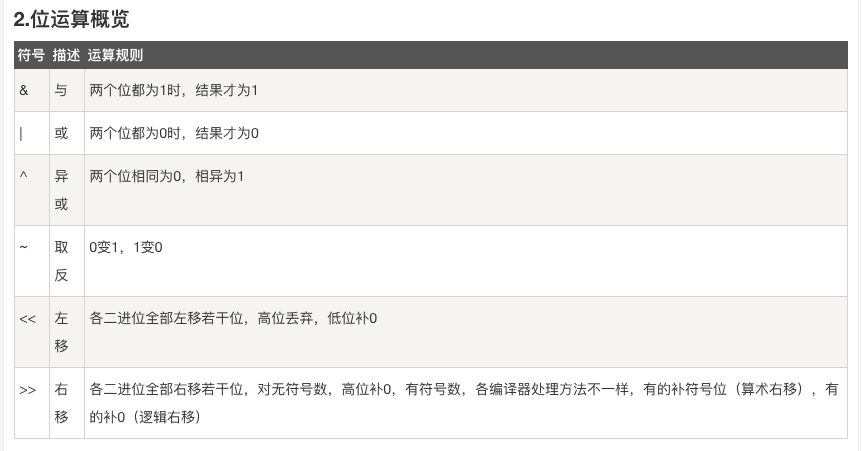 2.位运算概览
符号 描述 运算规则
& 与 两个位都为1时，结果才为1
| 或 两个位都为0时，结果才为0
^ 异或 两个位相同为0，相异为1
~ 取反 0变1，1变0
<< 左移 各二进位全部左移若干位，高位丢弃，低位补0
>> 右移 各二进位全部右移若干位，对无符号数，高位补0，有符号数，各编译器处理方法不一样，有的补符号位（算术右移），有
的补0（逻辑右移）